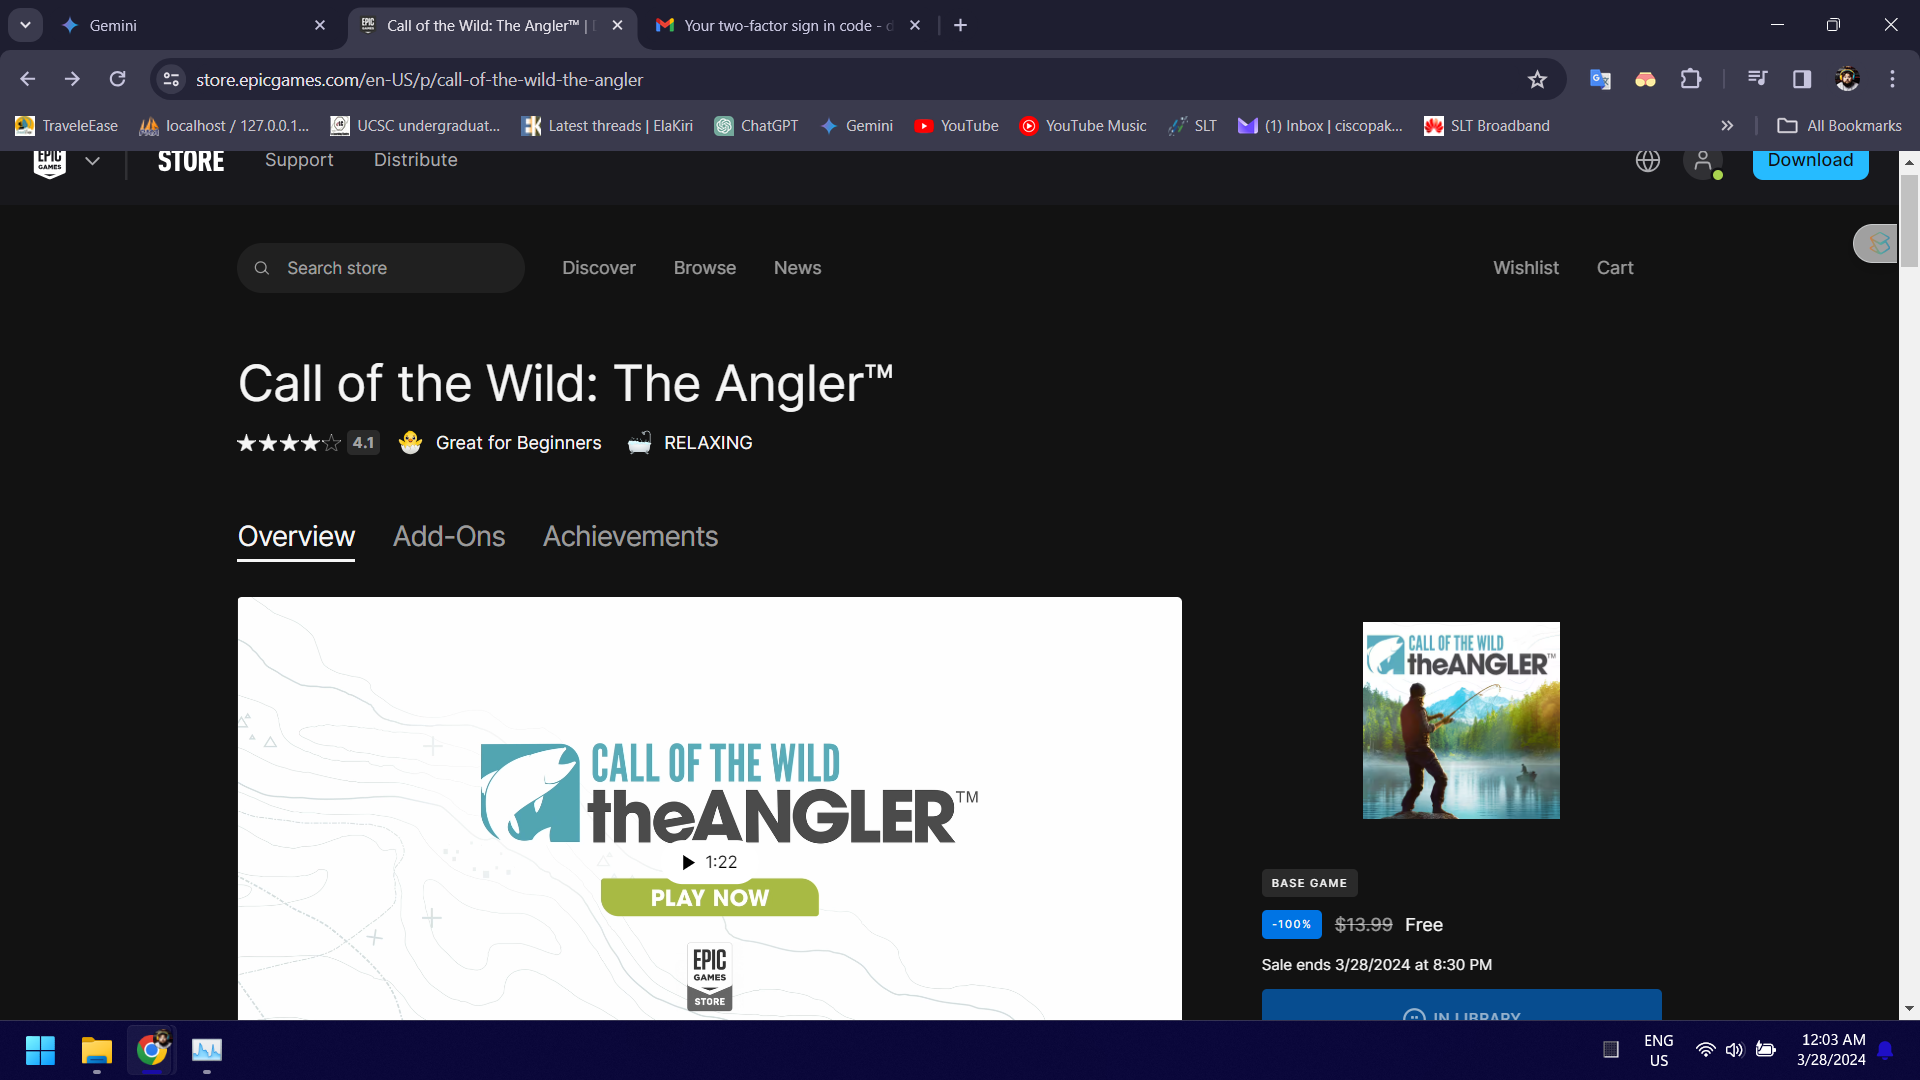 Gemini
Call of the Wild: The Angler™ |
Your two-factor sign in code - d
store.epicgames.com/en-US/p/call-of-the-wild-the-angler
TraveleEase
localhost / 127.0.0.1...
UCSC undergraduat...
Latest threads | ElaKiri
ChatGPT
Gemini
YouTube
YouTube Music
SLT
(1) Inbox | ciscopak...
SLT Broadband
All Bookmarks
EPIC
GAMES
STORE
Support
Distribute
Download
Search store
Discover
Browse
News
Wishlist
Cart
Call of the Wild: The Angler™
4.1
Great for Beginners
RELAXING
Overview
Add-Ons
Achievements
CALL OF THE WILD
theANGLER™
1:22
PLAY NOW
EPIC
GAMES
STORE
CALL OF THE WILD
theANGLER™
BASE GAME
-100% $13.99 Free
Sale ends 3/28/2024 at 8:30 PM
IN LIBRARY
ENG
US
12:03 AM
3/28/2024